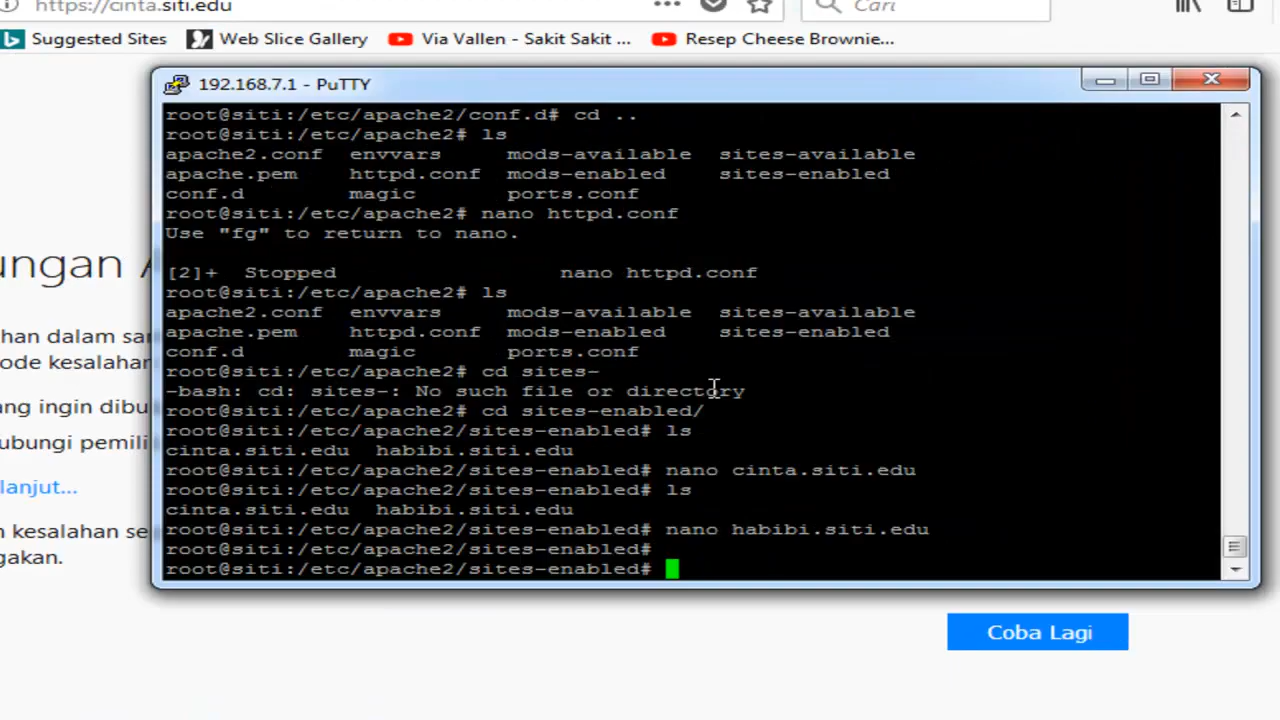 https://cinta.siti.edu
Cari
Suggested Sites Web Slice Gallery Via Vallen - Sakit Sakit ... Resep Cheese Brownie...
192.168.7.1 - PuTTY
root@siti:/etc/apache2/conf.d# cd ..
root@siti:/etc/apache2# ls
apache2.conf envvars mods-available sites-available
apache.pem httpd.conf mods-enabled sites-enabled
conf.d magic ports.conf
root@siti:/etc/apache2# nano httpd.conf
Use "fg" to return to nano.
[2]+ Stopped nano httpd.conf
root@siti:/etc/apache2# ls
apache2.conf envvars mods-available sites-available
apache.pem httpd.conf mods-enabled sites-enabled
conf.d magic ports.conf
root@siti:/etc/apache2# cd sites-
-bash: cd: sites-: No such file or directory
root@siti:/etc/apache2# cd sites-enabled/
root@siti:/etc/apache2/sites-enabled# ls
cinta.siti.edu habibi.siti.edu
root@siti:/etc/apache2/sites-enabled# nano cinta.siti.edu
root@siti:/etc/apache2/sites-enabled# ls
cinta.siti.edu habibi.siti.edu
root@siti:/etc/apache2/sites-enabled# nano habibi.siti.edu
root@siti:/etc/apache2/sites-enabled#
root@siti:/etc/apache2/sites-enabled#
ungan
han dalam
ode kesalahan
ang ingin
ubungi
lanjut...
n kesalahan
gakan.
Coba Lagi